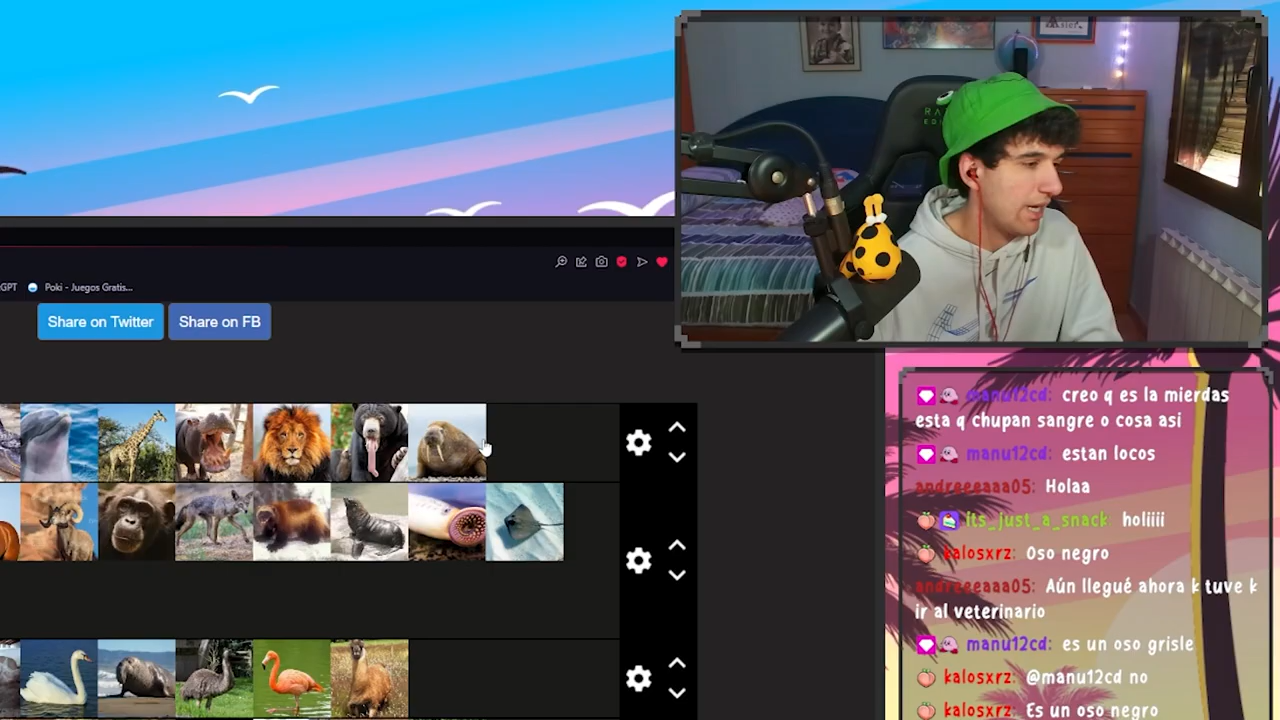 Asier
GPT
Poki - Juegos Gratis...
Share on Twitter
Share on FB
manu12cd: creo q es la mierdas
esta q chupan sangre o cosa asi
manu12cd: estan locos
andreeeaaa05: Holaa
its_just_a_snack: holiiii
kalosxrz: Oso negro
andreeeaaa05: Aún llegué ahora k tuve k
ir al veterinario
manu12cd: es un oso grisle
kalosxrz: @manu12cd no
kalosxrz: Es un oso negro